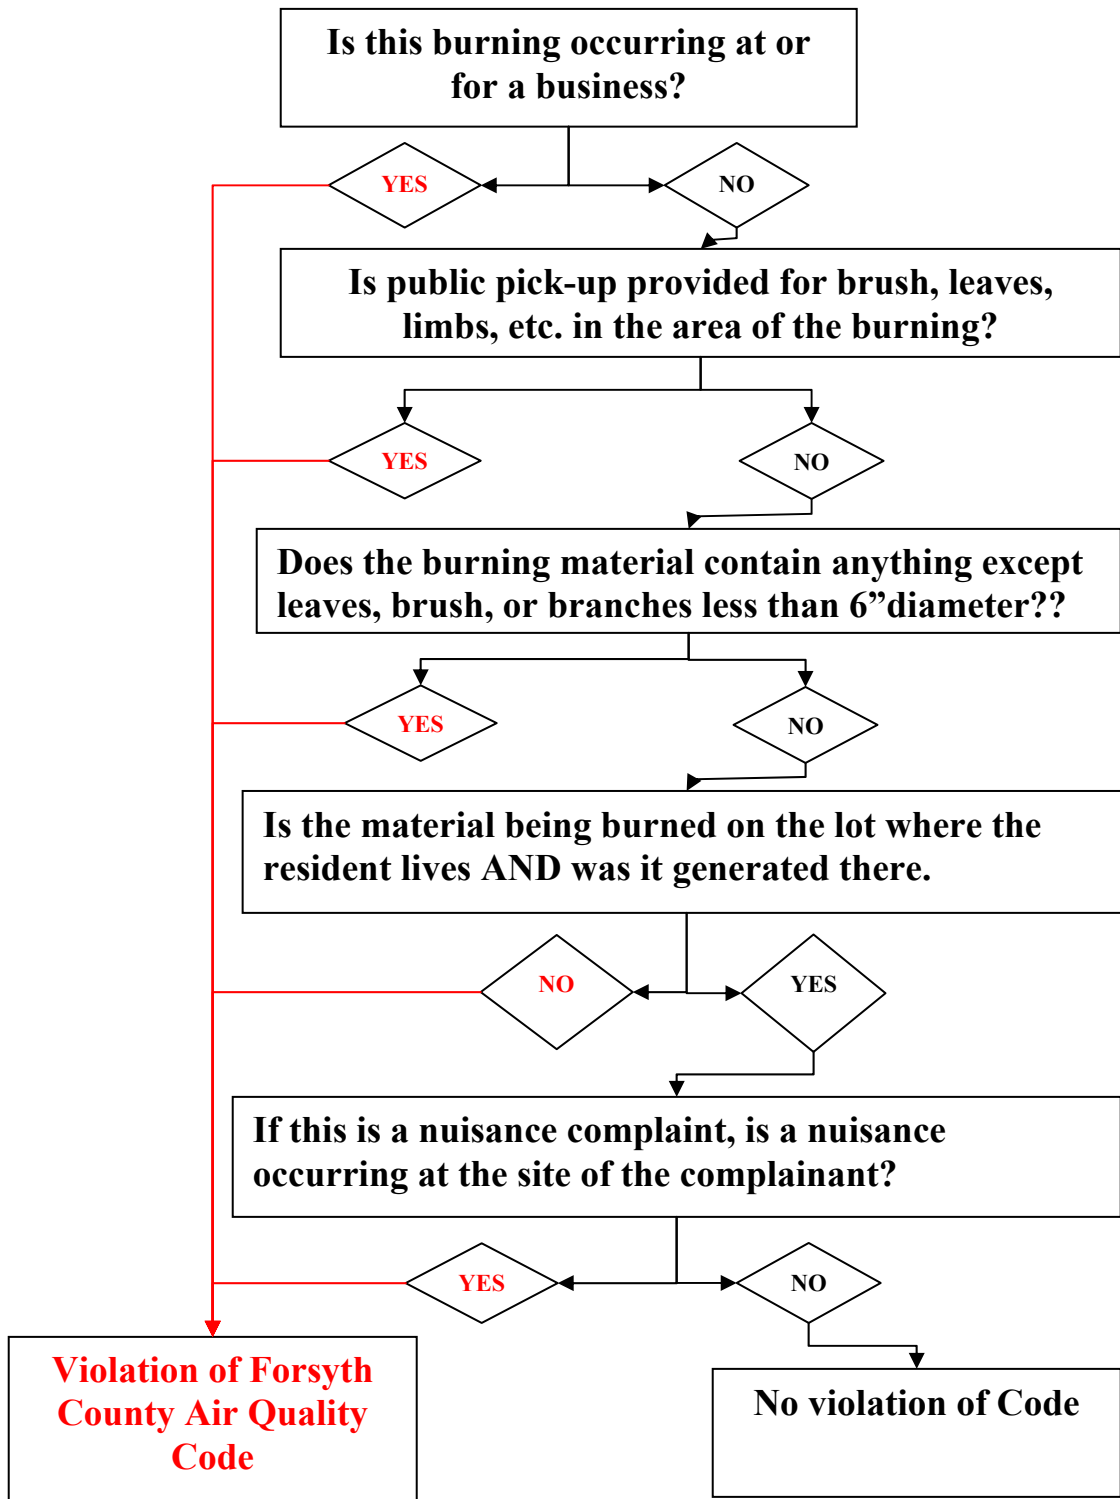 Is this burning occurring at or
for a business?
YES
NO
Is public pick-up provided for brush, leaves,
limbs, etc. in the area of the burning?
YES
NO
Does the burning material contain anything except
leaves, brush, or branches less than 6”diameter??
YES
NO
Is the material being burned on the lot where the
resident lives AND was it generated there.
NO
YES
If this is a nuisance complaint, is a nuisance
occurring at the site of the complainant?
YES
NO
Violation of Forsyth
County Air Quality
Code
No violation of Code